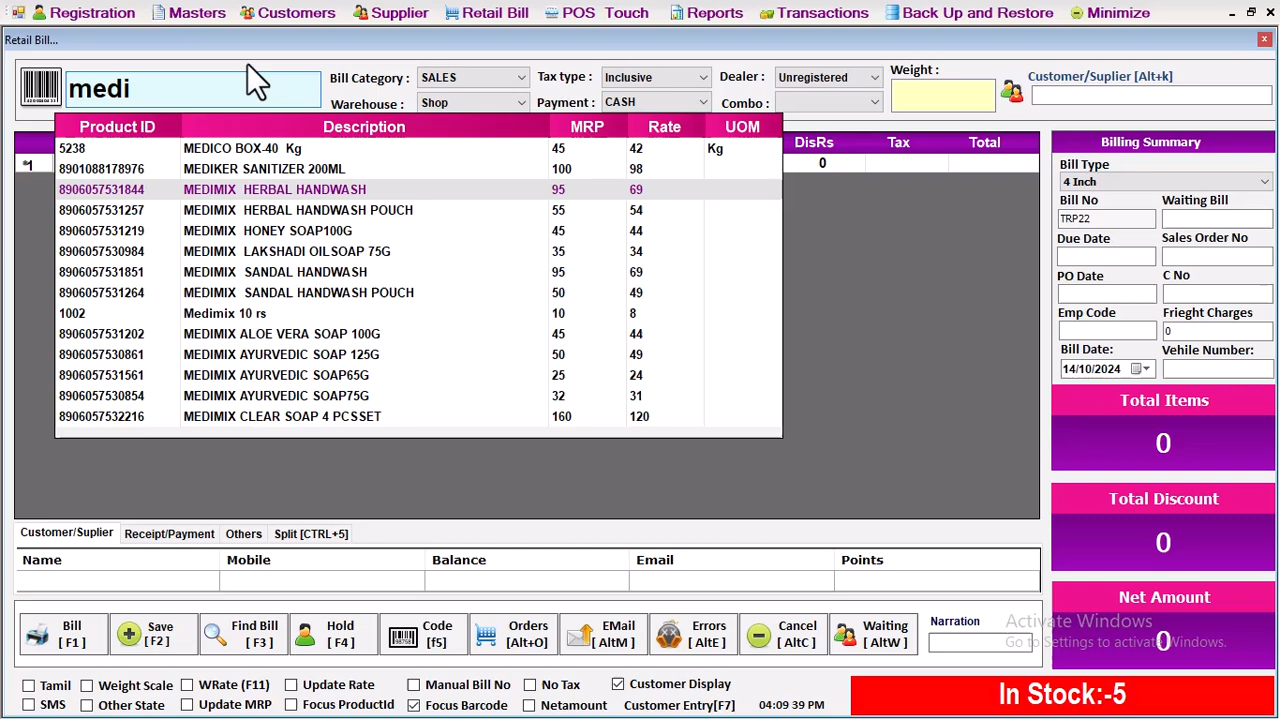 Registration Masters Customers Supplier Retail Bill POS Touch Reports Transactions Back Up and Restore Minimize
Retail Bill...
medi
Bill Category : SALES Tax type : Inclusive Dealer : Unregistered Weight : Customer/Suplier [Alt+k]
Warehouse : Shop Payment : CASH Combo :
Product ID Description MRP Rate UOM DisRs Tax Total
*1 0
5238 MEDICO BOX-40 Kg 45 42 Kg
8901088178976 MEDIKER SANITIZER 200ML 100 98
8906057531844 MEDIMIX HERBAL HANDWASH 95 69
8906057531257 MEDIMIX HERBAL HANDWASH POUCH 55 54
8906057531219 MEDIMIX HONEY SOAP100G 45 44
8906057530984 MEDIMIX LAKSHADI OILSOAP 75G 35 34
8906057531851 MEDIMIX SANDAL HANDWASH 95 69
8906057531264 MEDIMIX SANDAL HANDWASH POUCH 50 49
1002 Medimix 10 rs 10 8
8906057531202 MEDIMIX ALOE VERA SOAP 100G 45 44
8906057530861 MEDIMIX AYURVEDIC SOAP 125G 50 49
8906057531561 MEDIMIX AYURVEDIC SOAP65G 25 24
8906057530854 MEDIMIX AYURVEDIC SOAP75G 32 31
8906057532216 MEDIMIX CLEAR SOAP 4 PCSSET 160 120
Billing Summary
Bill Type
4 Inch
Bill No Waiting Bill
TRP22
Due Date Sales Order No
PO Date C No
Emp Code Frieght Charges
0
Bill Date: Vehile Number:
14/10/2024
Total Items
0
Total Discount
0
Net Amount
0
Customer/Suplier Receipt/Payment Others Split [CTRL+5]
Name Mobile Balance Email Points
Bill [ F1 ] Save [F2 ] Find Bill [ F3 ] Hold [ F4 ] Code [f5] Orders [Alt+O] EMail [AltM ] Errors [AltE ] Cancel [AltC ] Waiting [AltW ] Narration
Activate Windows
Go to Settings to activate Windows.
Tamil Weight Scale WRate (F11) Update Rate Manual Bill No No Tax Customer Display
SMS Other State Update MRP Focus ProductId Focus Barcode Netamount Customer Entry[F7] 04:09 39 PM
In Stock:-5